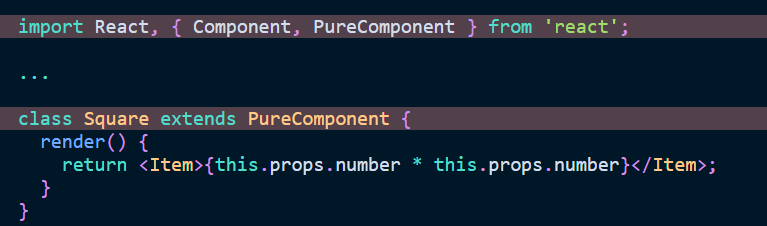 import React, { Component, PureComponent } from 'react';
...
class Square extends PureComponent {
  render() {
    return <Item>{this.props.number * this.props.number}</Item>;
  }
}